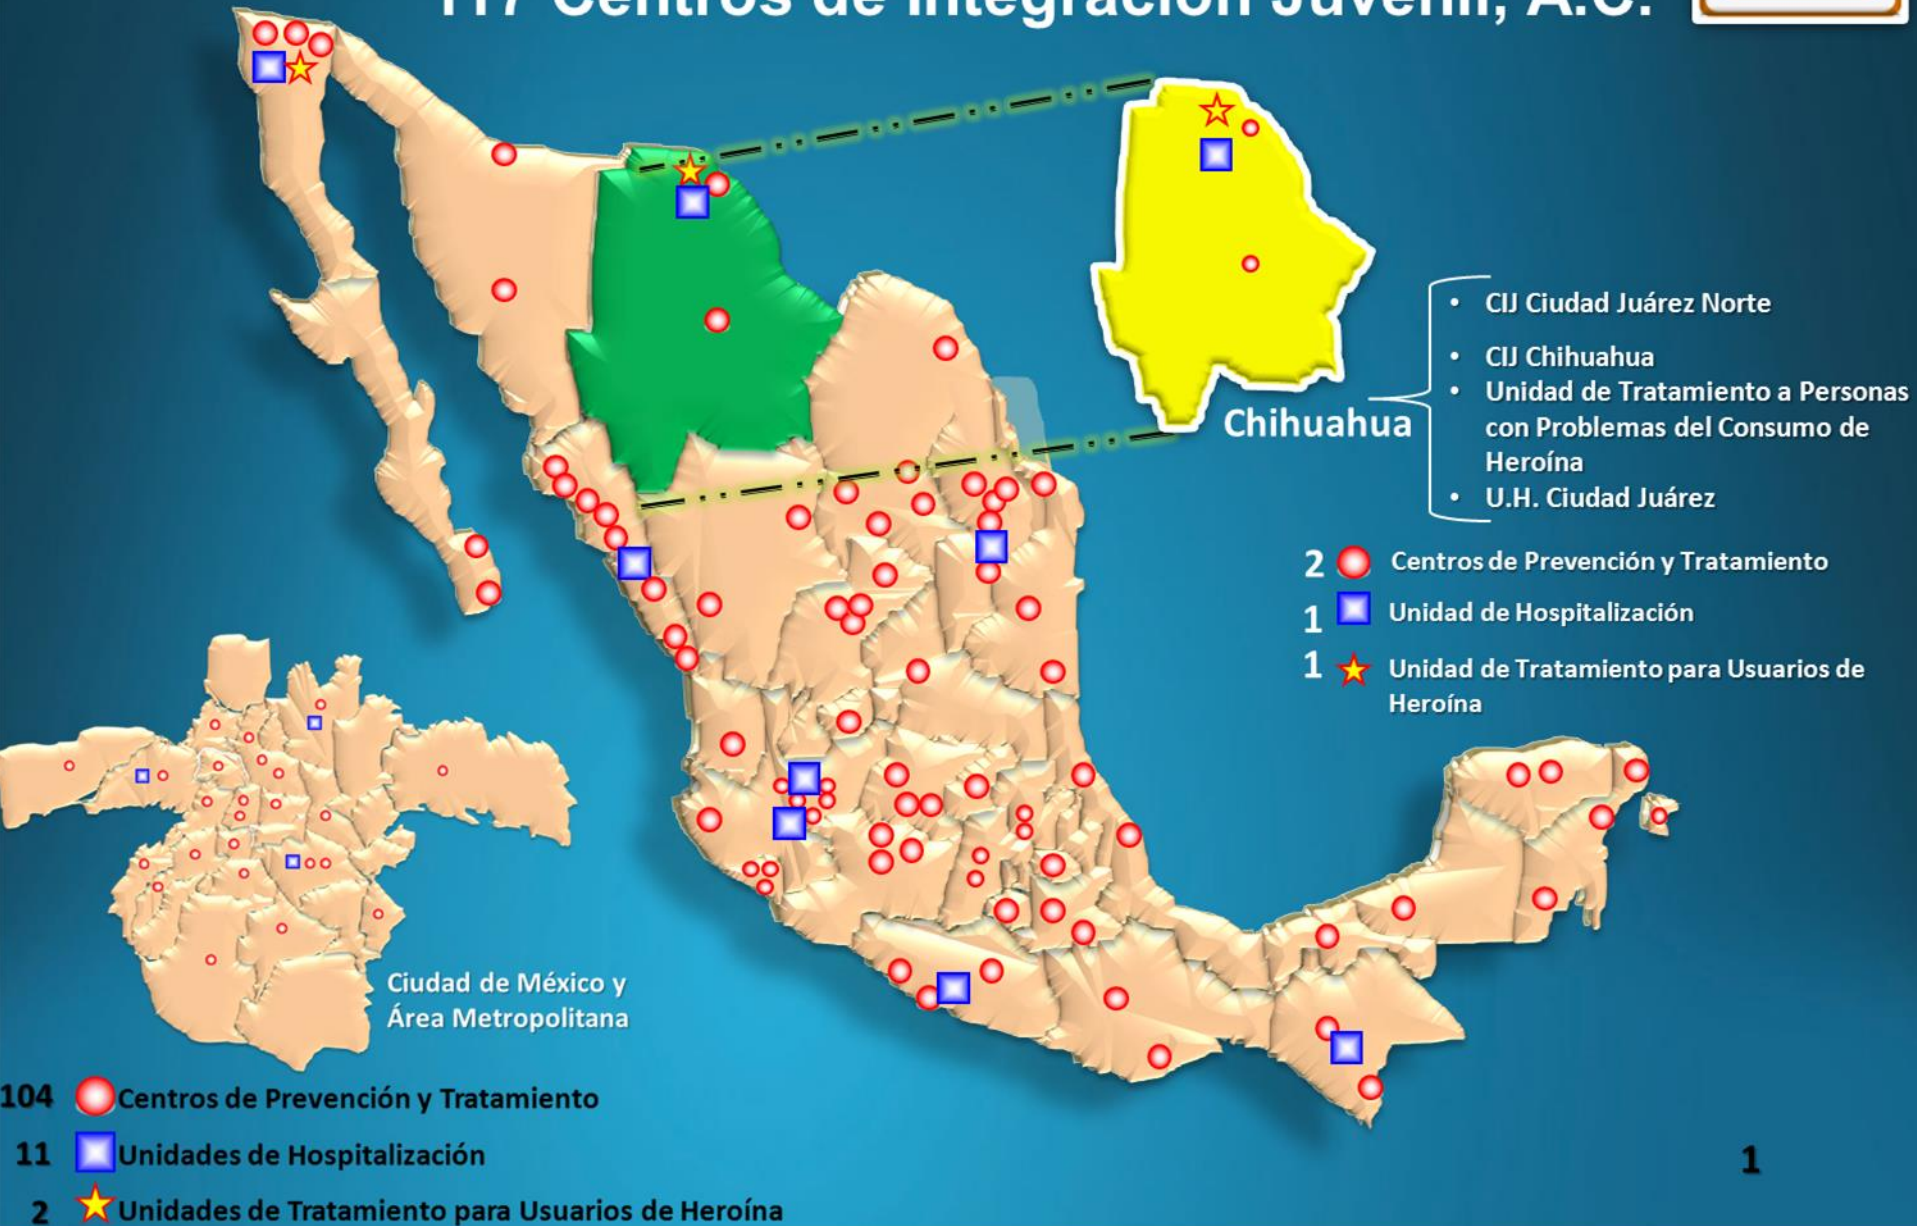 117 Centros de Integración Juvenil, A.C.
• CIJ Ciudad Juárez Norte
• CIJ Chihuahua
• Unidad de Tratamiento a Personas
con Problemas del Consumo de
Heroína
• U.H. Ciudad Juárez
Chihuahua
2 Centros de Prevención y Tratamiento
1 Unidad de Hospitalización
1 Unidad de Tratamiento para Usuarios de
Heroína
Ciudad de México y
Área Metropolitana
104 Centros de Prevención y Tratamiento
11 Unidades de Hospitalización
2 Unidades de Tratamiento para Usuarios de Heroína
1